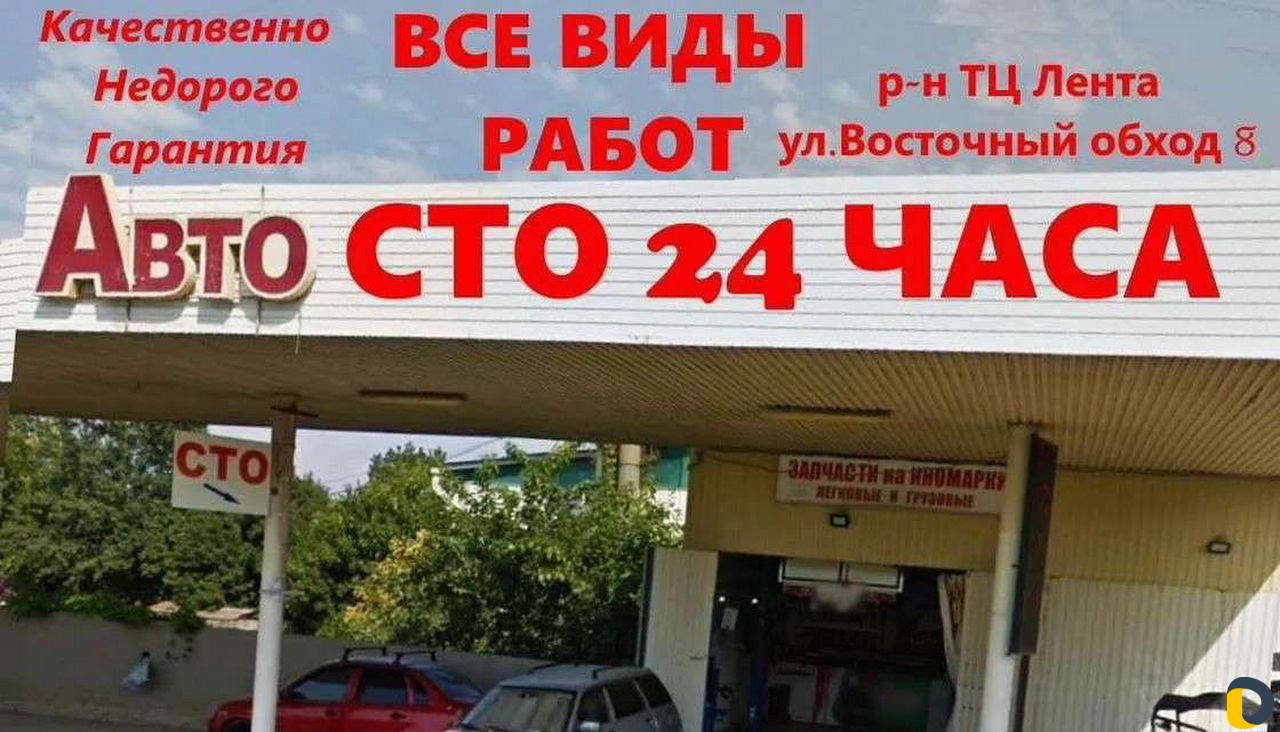 Качественно
Недорого
Гарантия
ВСЕ ВИДЫ
РАБОТ
р-н ТЦ Лента
ул.Восточный обход 8
Авто СТО 24 ЧАСА
СТО
ЗАПЧАСТИ на ИНОМАРКИ
ЛЕГКОВЫЕ И ГРУЗОВЫЕ